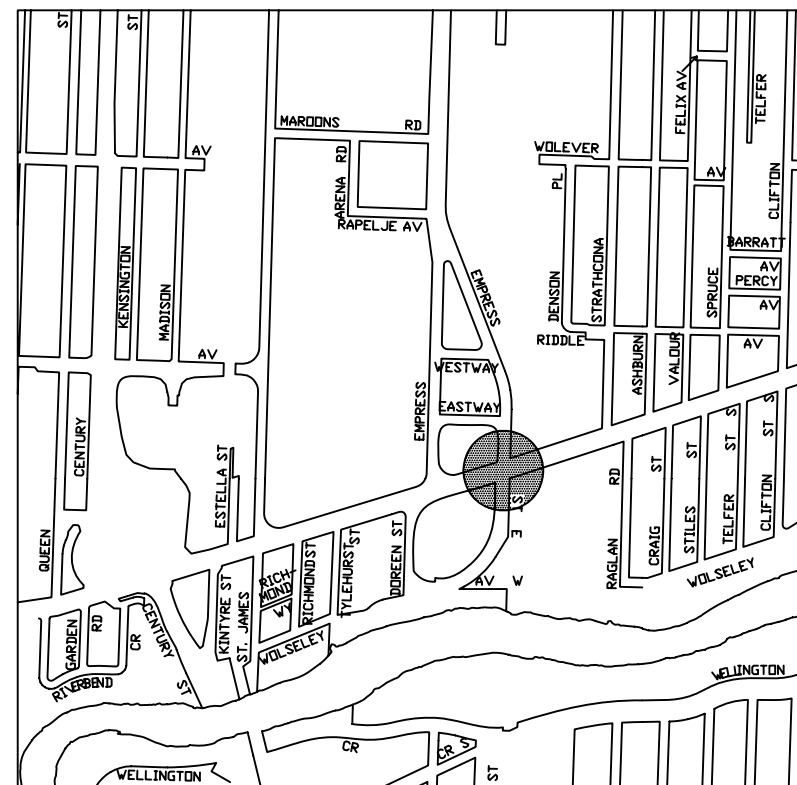 ST
ST
FELIX AV
TELFER
MAROONS RD
AV
ARENA RD
RAPELJE AV
WOLEVER
PL
AV
CLIFTON
BARRATT
AV
PERCY
AV
KENSINGTON
MADISON
EMPRESS
DENSON
STRATHCONA
SPRUCE
RIDDLE
AV
AV
ASHBURN
VALOUR
WESTWAY
EASTWAY
EMPRESS
CENTURY
ESTELLA ST
QUEEN
RD
ST
ST
ST S
ST S
RAGLAN
CRAIG
STILES
TELFER
CLIFTON
WOLSELEY
ST E
AV W
KINTYRE ST
ST. JAMES
RICH-
MOND
WY
RICHMOND ST
TYLEHURST ST
DOREEN ST
WOLSELEY
GARDEN
RD
CR
CENTURY
ST
RIVERBEND
WELLINGTON
WELLINGTON
CR
CR S
ST